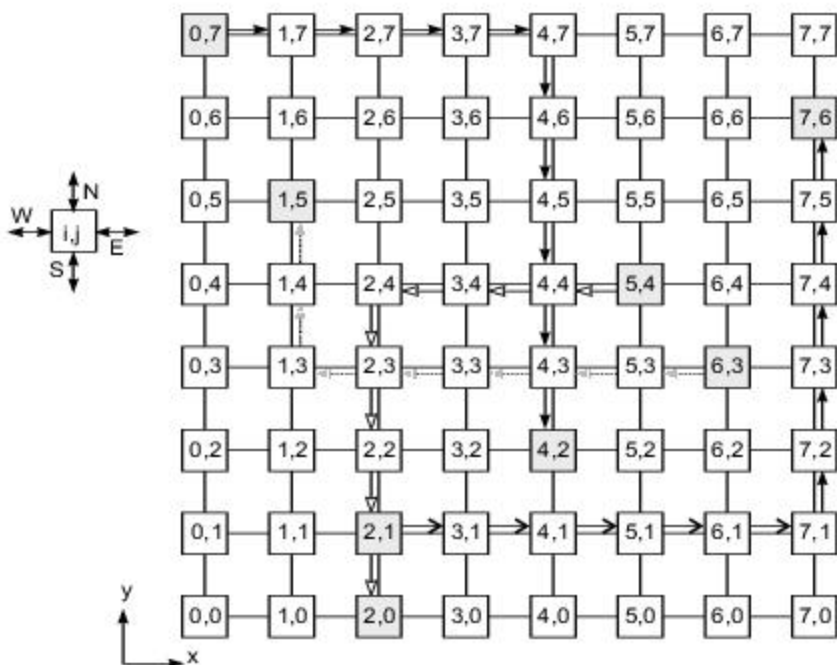 0,7 1,7 2,7 3,7 4,7 5,7 6,7 7,7
0,6 1,6 2,6 3,6 4,6 5,6 6,6 7,6
N
0,5 1,5 2,5 3,5 4,5 5,5 6,5 7,5
W
i,j
E
S
0,4 1,4 2,4 3,4 4,4 5,4 6,4 7,4
0,3 1,3 2,3 3,3 4,3 5,3 6,3 7,3
0,2 1,2 2,2 3,2 4,2 5,2 6,2 7,2
0,1 1,1 2,1 3,1 4,1 5,1 6,1 7,1
y
0,0 1,0 2,0 3,0 4,0 5,0 6,0 7,0
x